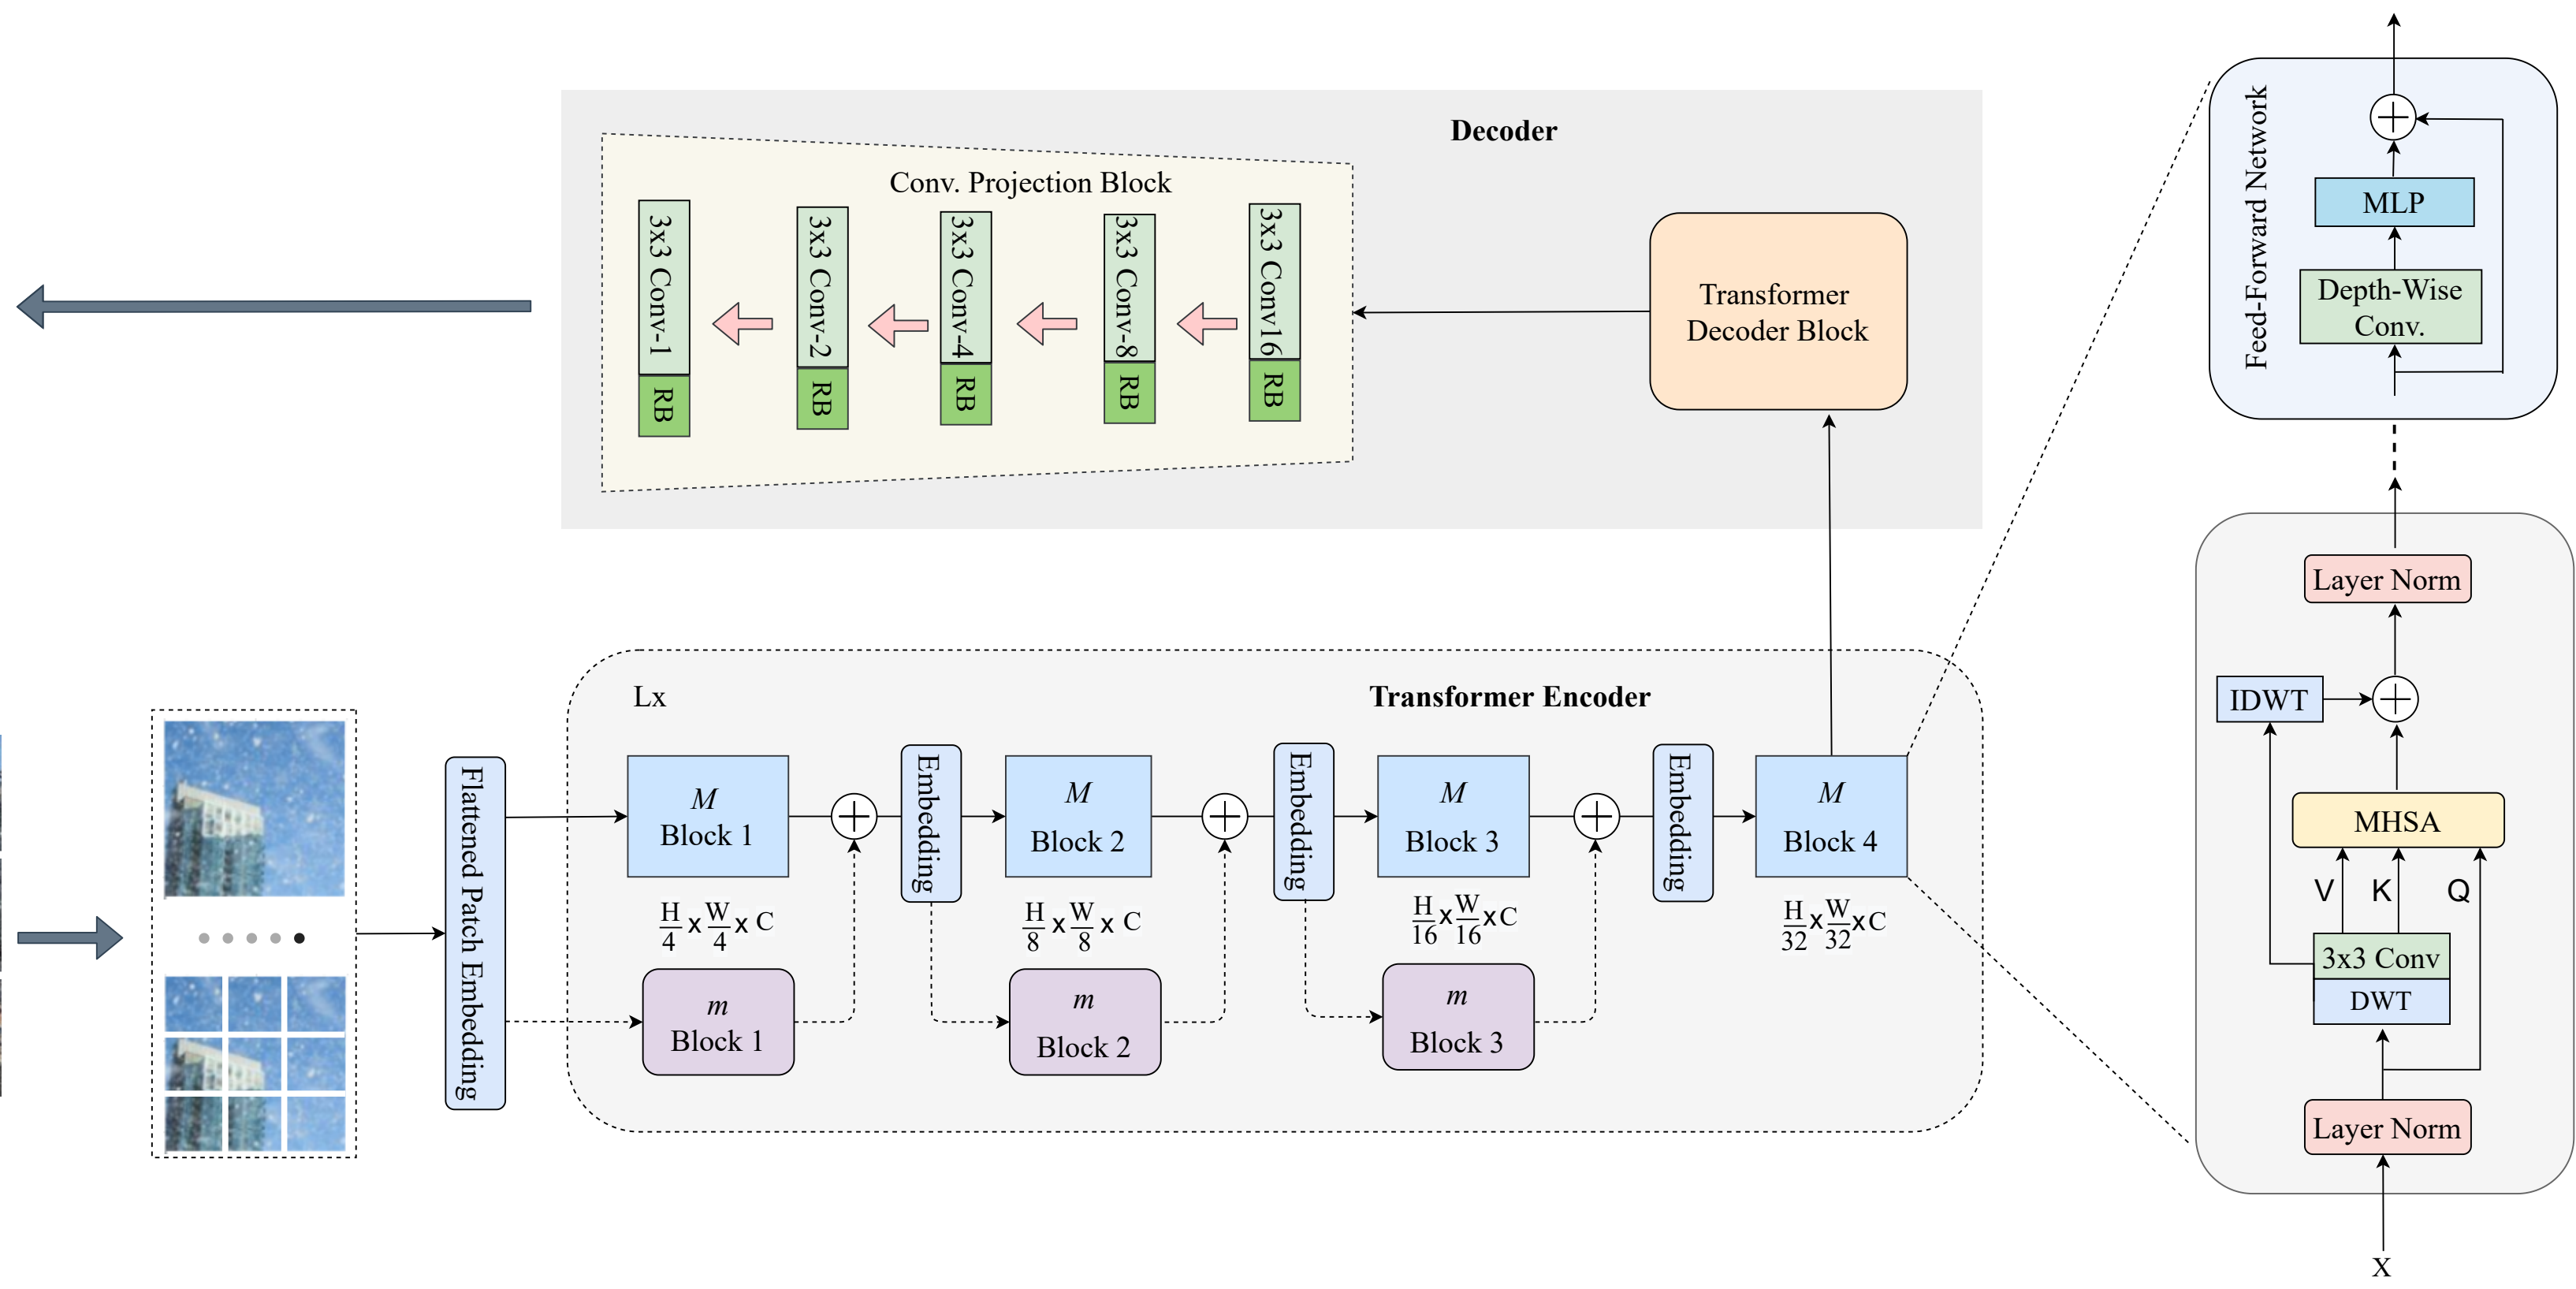 Decoder
Conv. Projection Block
3x3 Conv-1
RB
3x3 Conv-2
RB
3x3 Conv-4
RB
3x3 Conv-8
RB
3x3 Conv16
RB
Transformer
Decoder Block
Lx
Transformer Encoder
Flattened Patch Embedding
M
Block 1
Embedding
M
Block 2
Embedding
M
Block 3
Embedding
M
Block 4
H/4 x W/4 x C
H/8 x W/8 x C
H/16 x W/16 x C
H/32 x W/32 x C
m
Block 1
m
Block 2
m
Block 3
Feed-Forward Network
MLP
Depth-Wise
Conv.
Layer Norm
IDWT
MHSA
V K Q
3x3 Conv
DWT
Layer Norm
X